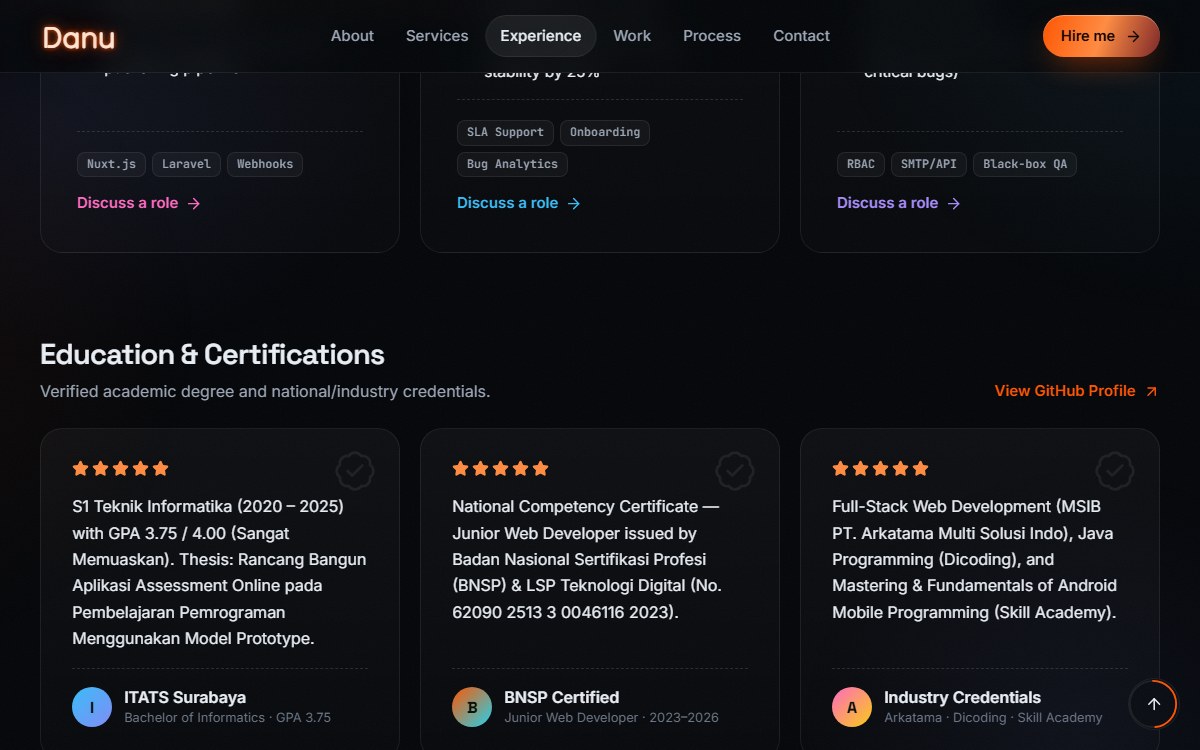 Danu
About
Services
Experience
Work
Process
Contact
Hire me
stability by 25%
critical bugs)
Nuxt.js
Laravel
Webhooks
Discuss a role
SLA Support
Onboarding
Bug Analytics
Discuss a role
RBAC
SMTP/API
Black-box QA
Discuss a role
Education & Certifications
Verified academic degree and national/industry credentials.
View GitHub Profile
S1 Teknik Informatika (2020 – 2025)
with GPA 3.75 / 4.00 (Sangat
Memuaskan). Thesis: Rancang Bangun
Aplikasi Assessment Online pada
Pembelajaran Pemrograman
Menggunakan Model Prototype.
I
ITATS Surabaya
Bachelor of Informatics · GPA 3.75
National Competency Certificate —
Junior Web Developer issued by
Badan Nasional Sertifikasi Profesi
(BNSP) & LSP Teknologi Digital (No.
62090 2513 3 0046116 2023).
B
BNSP Certified
Junior Web Developer · 2023–2026
Full-Stack Web Development (MSIB
PT. Arkatama Multi Solusi Indo), Java
Programming (Dicoding), and
Mastering & Fundamentals of Android
Mobile Programming (Skill Academy).
A
Industry Credentials
Arkatama · Dicoding · Skill Academy